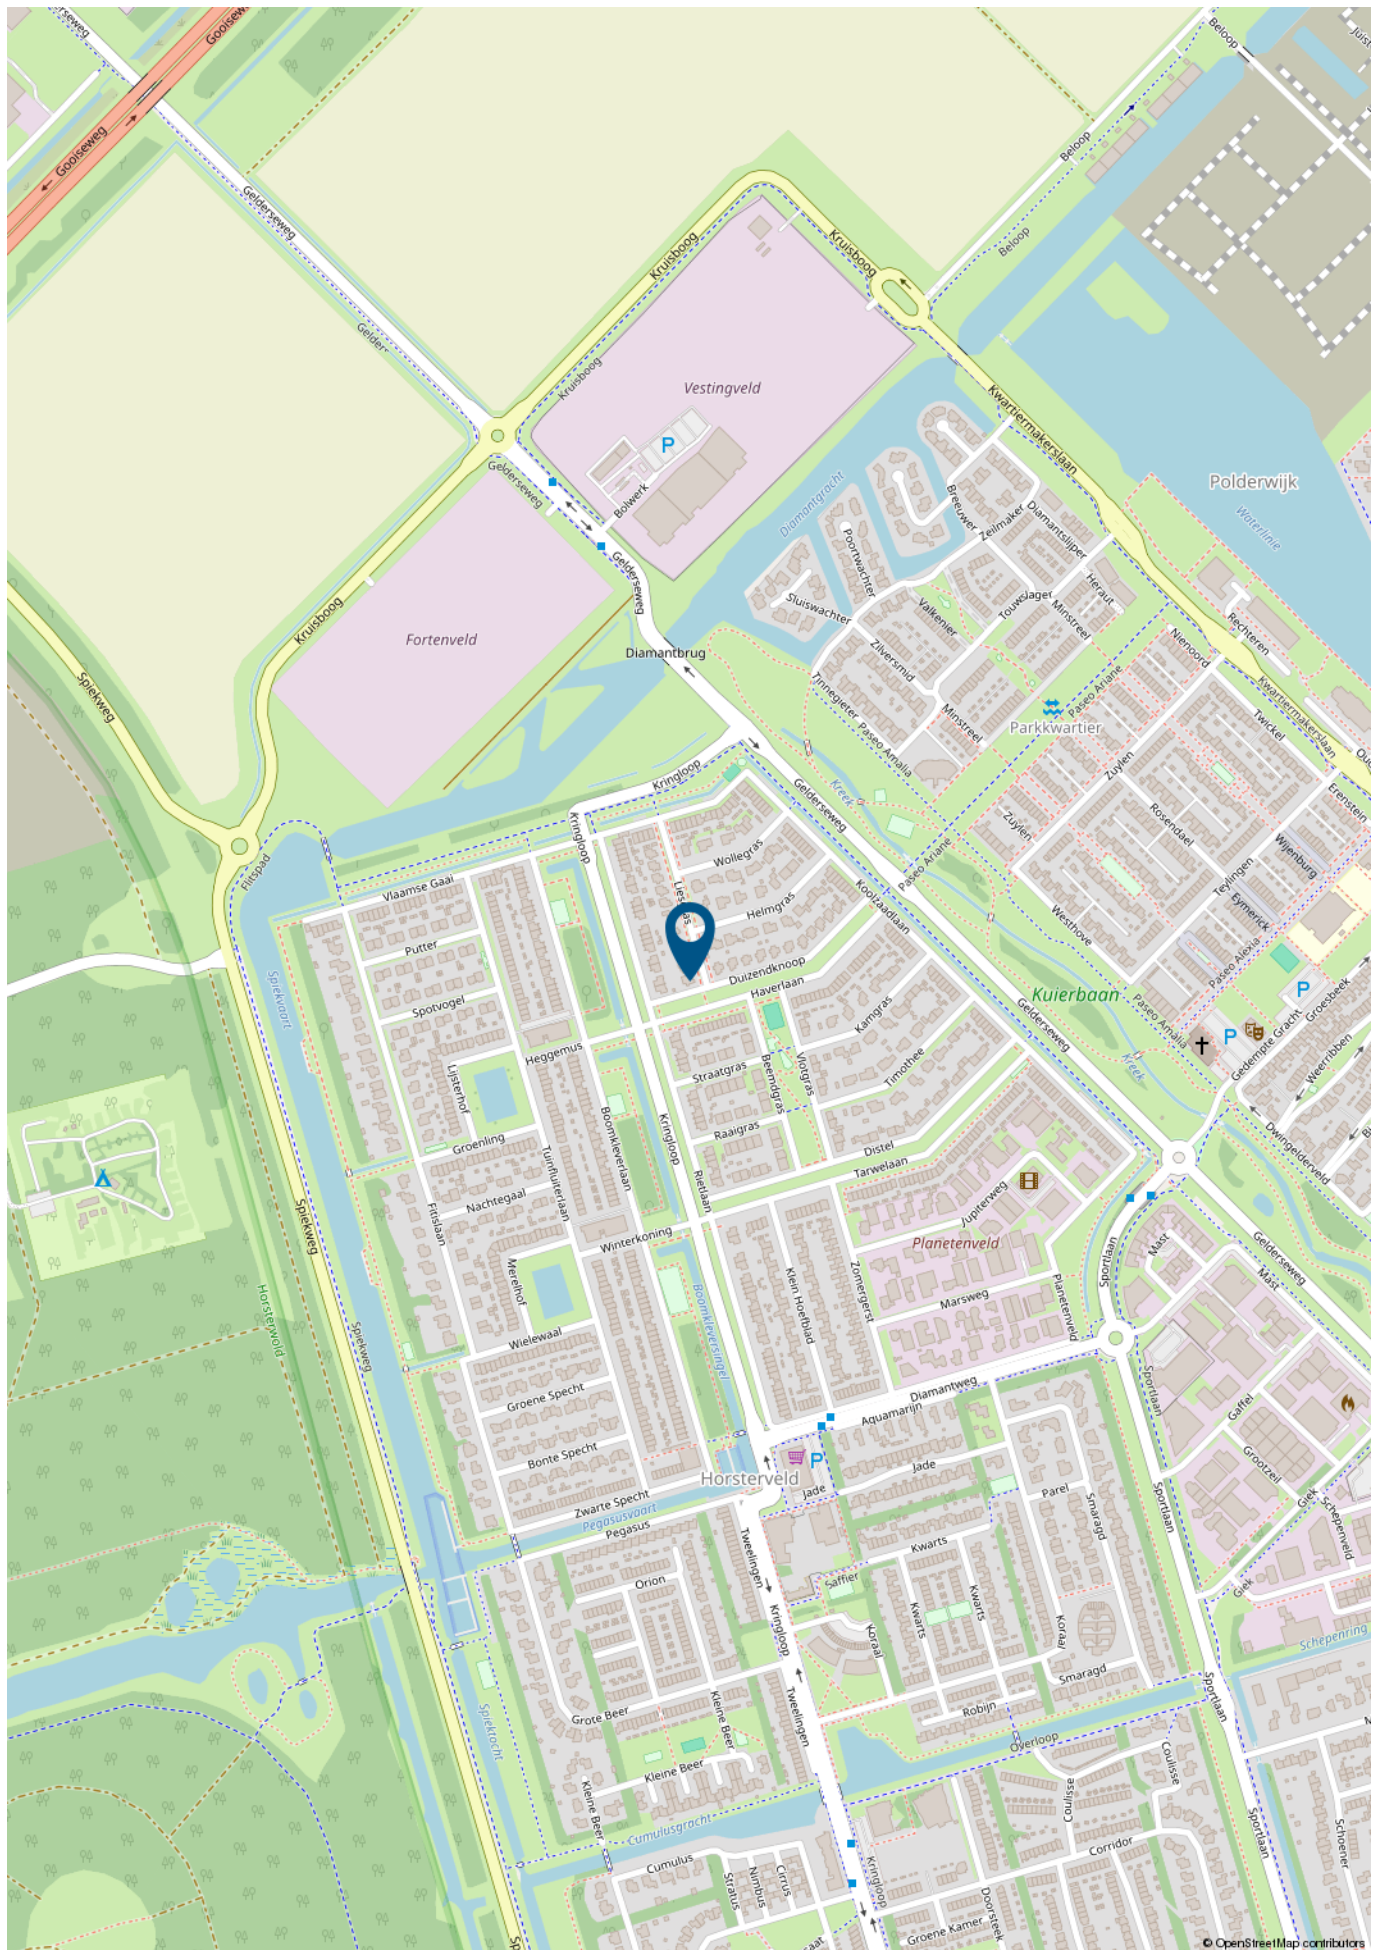 Gooiseweg
Beloop
Gooiseweg
Beloop
Gelderseweg
Beloop
Kruisboog
Kruisboog
Vestingveld
Kruisboog
Kwartiermakerslaan
Gelderseweg
P
Bolwerk
Diamantgracht
Polderwijk
Waterlinie
Breeuwer
Zeilmaker
Diamantslijper
Poortwachter
Gelderseweg
Heraut
Touwslager
Minstreel
Sluiswachter
Valkenier
Kruisboog
Fortenveld
Rechteren
Nienoord
Diamantbrug
Zilversmid
Spiekweg
Tinnegieter
Paseo Ariane
Kwartiermakerslaan
Minstreel
Parkkwartier
Twickel
Paseo Amalia
Zuylen
Kringloop
Kreek
Gelderseweg
Erenstein
Kringloop
Zuylen
Rosendael
Wijenburg
Wollegras
Flitspad
Paseo Ariane
Teylingen
Vlaamse Gaai
Koolzaadlaan
Helmgras
Eymerick
Westhove
Putter
Paseo Alexia
Duizendknoop
Spiekvaart
Haverlaan
Kuierbaan
P
Groesbeek
Spotvogel
Paseo Amalia
Gelderseweg
Kamgras
P
Gedempte Gracht
Heggemus
Weerribben
Straatgras
Beemdgras
Vlotgras
Timothee
Kreek
Lijsterhof
Boomkleverlaan
Kringloop
Raaigras
Groenling
Distel
Dwingelderveld
Tarwelaan
Tuinfluiterlaan
Rietlaan
Nachtegaal
Jupiterweg
Fitislaan
Spiekweg
Winterkoning
Planetenveld
Mast
Gelderseweg
Sportlaan
Merelhof
Mast
Klein Hoefblad
Zomergerst
Marsweg
Planetenveld
Horsterwold
Spiekweg
Boomkleversingel
Wielewaal
Groene Specht
Diamantweg
Sportlaan
Aquamarijn
Gaffel
Bonte Specht
P
Grootzeil
Jade
Horsterveld
Jade
Parel
Zwarte Specht
Smaragd
Giek
Sportlaan
Schepenveld
Pegasusvaart
Pegasus
Tweelingen
Kwarts
Orion
Saffier
Giek
Kwarts
Kwarts
Kringloop
Koraal
Koraal
Schepenring
Smaragd
Sportlaan
Tweelingen
Kleine Beer
Grote Beer
Robijn
Spiektocht
Overloop
Coulisse
Kleine Beer
Coulisse
Kleine Beer
Sportlaan
Cumulusgracht
Corridor
Schoener
Cumulus
Kringloop
Stratus
Nimbus
Cirrus
Doorsteek
Groene Kamer
© OpenStreetMap contributors